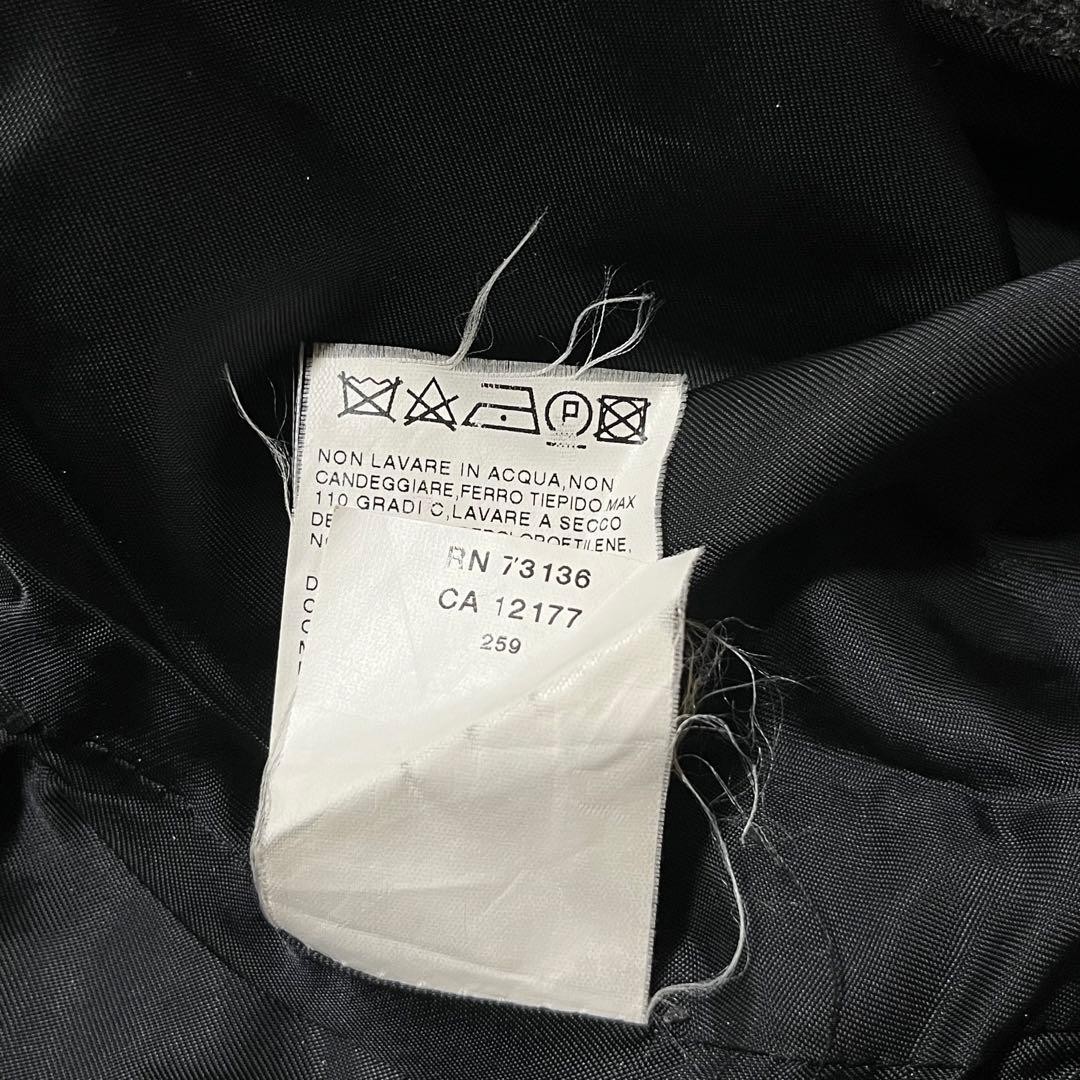 P
NON LAVARE IN ACQUA,NON
CANDEGGIARE,FERRO TIEPIDO MAX
110 GRADI C,LAVARE A SECCO
RN 73136
CA 12177
259